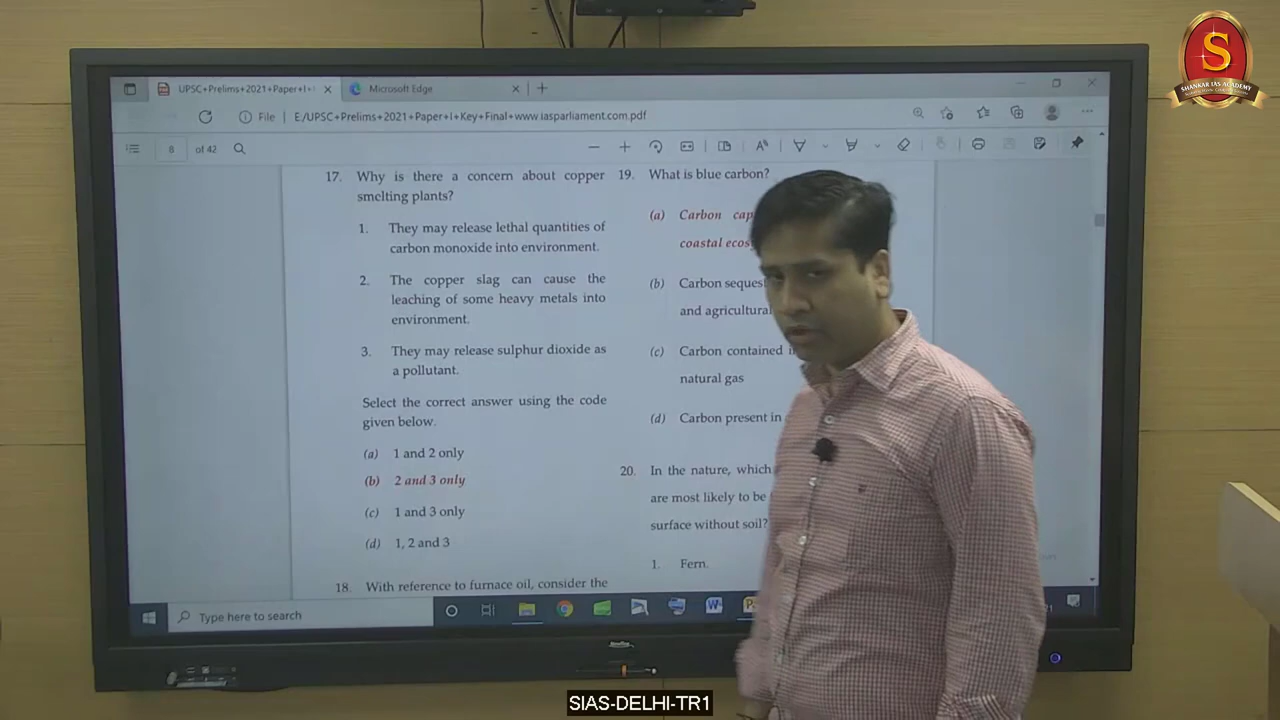 UPSC+Prelims+2021+Paper+I+
Microsoft Edge
File
E:/UPSC+Prelims+2021+Paper+I+Key+Final+www.iasparliament.com.pdf
8 of 42
17. Why is there a concern about copper
smelting plants?
1. They may release lethal quantities of
carbon monoxide into environment.
2. The copper slag can cause the
leaching of some heavy metals into
environment.
3. They may release sulphur dioxide as
a pollutant.
Select the correct answer using the code
given below.
(a) 1 and 2 only
(b) 2 and 3 only
(c) 1 and 3 only
(d) 1, 2 and 3
18. With reference to furnace oil, consider the
19. What is blue carbon?
(a) Carbon cap
coastal ecos
(b) Carbon seques
and agricultural
(c) Carbon contained i
natural gas
(d) Carbon present in
20. In the nature, which
are most likely to be
surface without soil?
1. Fern.
Type here to search
S
SHANKAR IAS ACADEMY
SIAS-DELHI-TR1